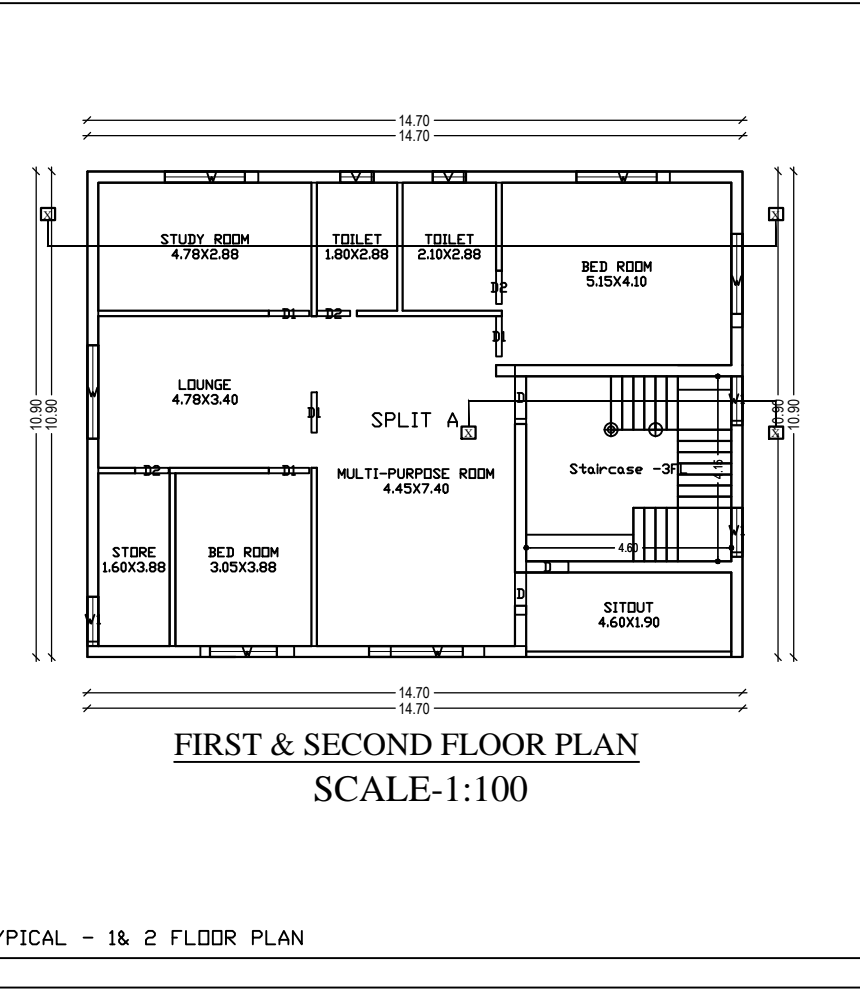 14.70
14.70
W
W
W
W
X
X
STUDY ROOM
4.78X2.88
TOILET
1.80X2.88
TOILET
2.10X2.88
BED ROOM
5.15X4.10
W
D2
D1
D2
D1
LOUNGE
4.78X3.40
W
D
W1
D1
SPLIT A
X
X
10.90
10.90
10.90
10.90
MULTI-PURPOSE ROOM
4.45X7.40
Staircase -3FL
4.15
D2
D1
W1
4.60
STORE
1.60X3.88
BED ROOM
3.05X3.88
D
D
SITOUT
4.60X1.90
W1
W
W
14.70
14.70
FIRST & SECOND FLOOR PLAN
SCALE-1:100
YPICAL - 1& 2 FLOOR PLAN